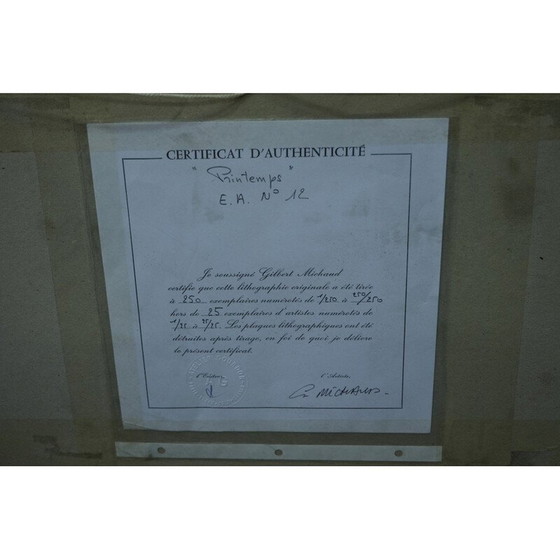 CERTIFICAT D'AUTHENTICITÉ
"Printemps"
E.A. N° 12
Je soussigné Gilbert Michaud
certifie que cette lithographie originale a été tirée
à 250 exemplaires numérotés de 1/250 à 250/250
hors de 25 exemplaires d'artistes numérotés de
1/25 à 25/25. Les plaques lithographiques ont été
détruites après tirage, en foi de quoi je délivre
le présent certificat.
l'Editeur l'Artiste
G. MICHAUD